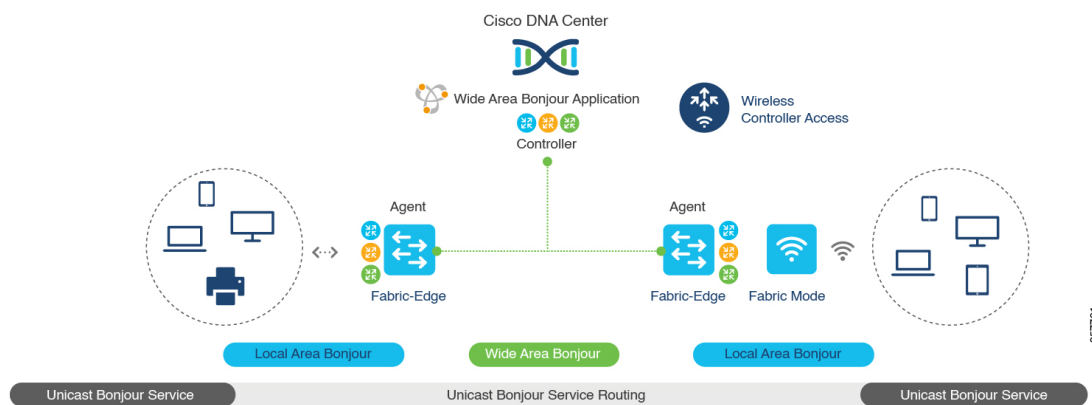 Cisco DNA Center
Wide Area Bonjour Application
Controller
Wireless
Controller Access
Agent
Agent
Fabric-Edge
Fabric-Edge
Fabric Mode
Local Area Bonjour
Wide Area Bonjour
Local Area Bonjour
Unicast Bonjour Service
Unicast Bonjour Service Routing
Unicast Bonjour Service